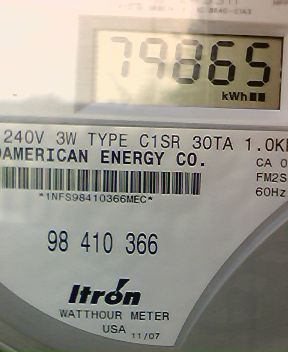 79865
kWh
240V 3W TYPE C1SR 30TA 1.0K
AMERICAN ENERGY CO.
CA 0
FM2S
60Hz
*1NFS98410366MEC*
98 410 366
Itrón
WATTHOUR METER
USA 11/07